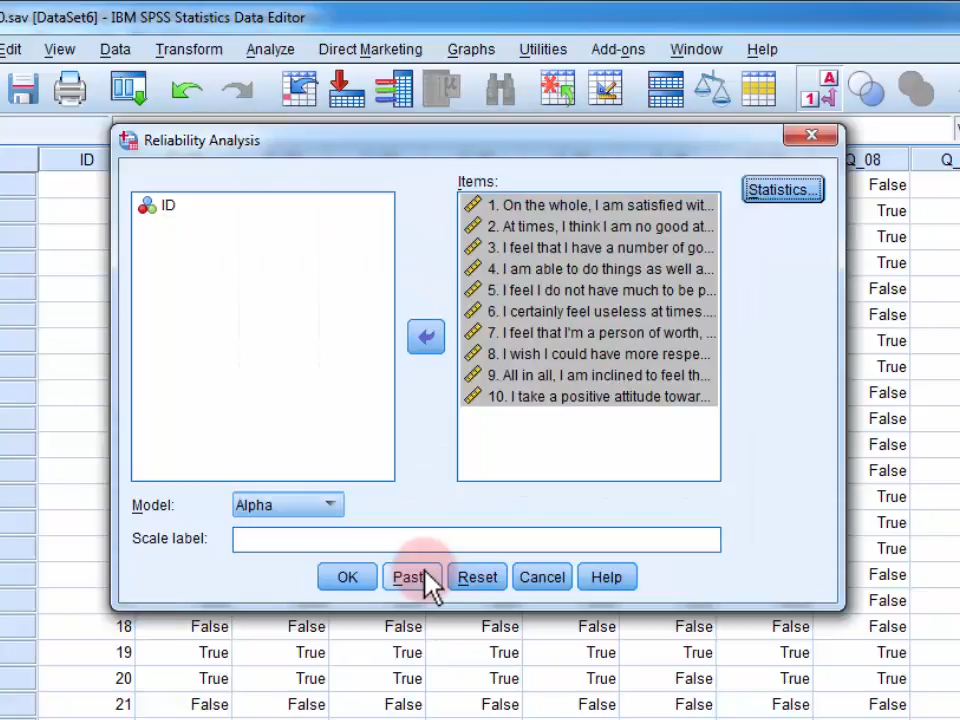 0.sav [DataSet6] - IBM SPSS Statistics Data Editor
Edit View Data Transform Analyze Direct Marketing Graphs Utilities Add-ons Window Help
Reliability Analysis
ID Q_08 Q_
Items:
Statistics...
ID
1. On the whole, I am satisfied wit...
2. At times, I think I am no good at...
3. I feel that I have a number of go...
4. I am able to do things as well a...
5. I feel I do not have much to be p...
6. I certainly feel useless at times....
7. I feel that I'm a person of worth, ...
8. I wish I could have more respe...
9. All in all, I am inclined to feel th...
10. I take a positive attitude towar...
False
True
True
True
False
False
True
True
False
False
False
False
True
True
True
False
False
Model: Alpha
Scale label:
OK Past Reset Cancel Help
18 False False False False False False False False
19 True True True True True True True True
20 True True True True True False True True
21 False False False False False False False False